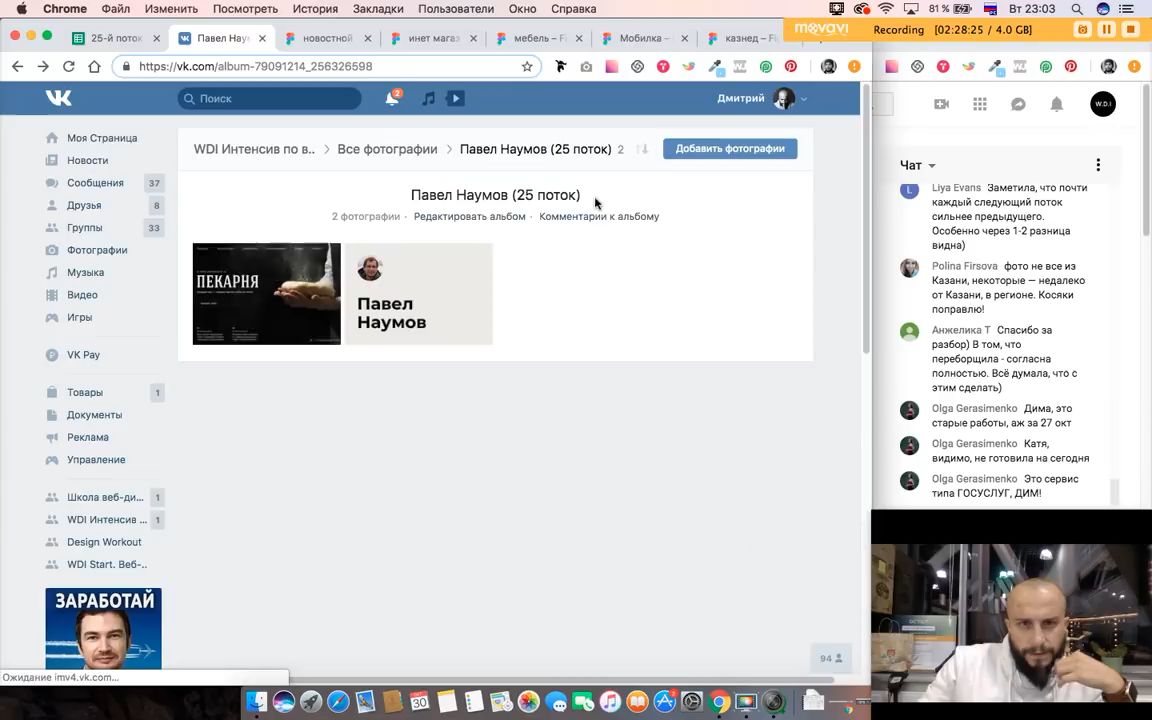 Chrome Файл Изменить Посмотреть История Закладки Пользователи Окно Справка
81 % Вт 23:03
movavi Recording [02:28:25 / 4.0 GB]
25-й поток
Павел Нау
новостной
инет мага
мебель – F
Мобилка –
казнед – F
https://vk.com/album-79091214_256326598
Поиск
2
Дмитрий
W.D.I
Моя Страница
Новости
Сообщения 37
Друзья 8
Группы 33
Фотографии
Музыка
Видео
Игры
VK Pay
Товары 1
Документы
Реклама
Управление
Школа веб-ди... 1
WDI Интенсив ... 1
Design Workout
WDI Start. Веб-..
ЗАРАБОТАЙ
Ожидание imv4.vk.com...
WDI Интенсив по в.. Все фотографии Павел Наумов (25 поток) 2 Добавить фотографии
Павел Наумов (25 поток)
2 фотографии · Редактировать альбом · Комментарии к альбому
ПЕКАРНЯ
Павел
Наумов
94
Чат
Liya Evans Заметила, что почти
каждый следующий поток
сильнее предыдущего.
Особенно через 1-2 разница
видна)
Polina Firsova фото не все из
Казани, некоторые — недалеко
от Казани, в регионе. Косяки
поправлю!
Анжелика Т Спасибо за
разбор) В том, что
переборщила - согласна
полностью. Всё думала, что с
этим сделать)
Olga Gerasimenko Дима, это
старые работы, аж за 27 окт
Olga Gerasimenko Катя,
видимо, не готовила на сегодня
Olga Gerasimenko Это сервис
типа ГОСУСЛУГ, ДИМ!
30